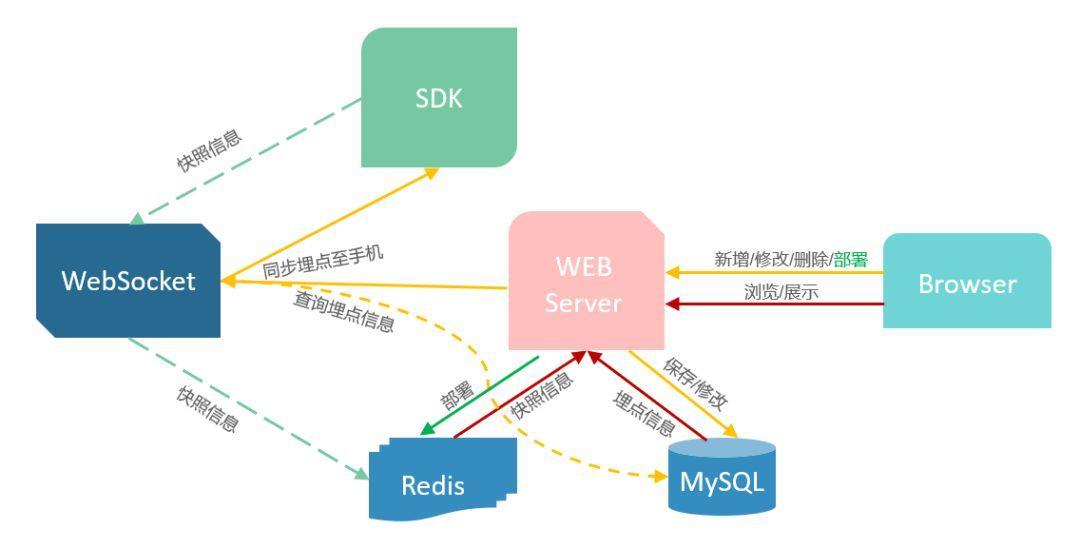 SDK
快照信息
WebSocket
同步埋点至手机
查询埋点信息
WEB
Server
新增/修改/删除/部署
浏览/展示
Browser
快照信息
部署
快照信息
保存/修改
埋点信息
Redis
MySQL